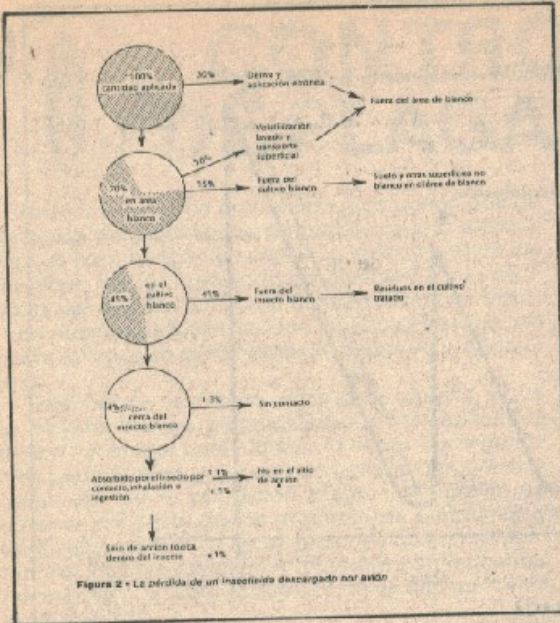 100%
cantidad aplicada
30%
Deriva y
aplicación errónea
Fuera del área de blanco
Volatilización
lavado y
transporte
superficial
70%
en área
blanco
15%
Fuera del
cultivo blanco
Suelo y otras superficies no
blanco en el área de blanco
45%
en el
cultivo
blanco
41%
Fuera del
insecto blanco
Residuos en el cultivo
tratado
4%
cerca del
insecto blanco
3%
Sin contacto
Absorbido por el insecto por
contacto, inhalación o
ingestión
1%
No en el sitio
de acción
<1%
Sitio de acción tóxica
dentro del insecto
<1%
Figura 2 - La pérdida de un insecticida descargado por avión